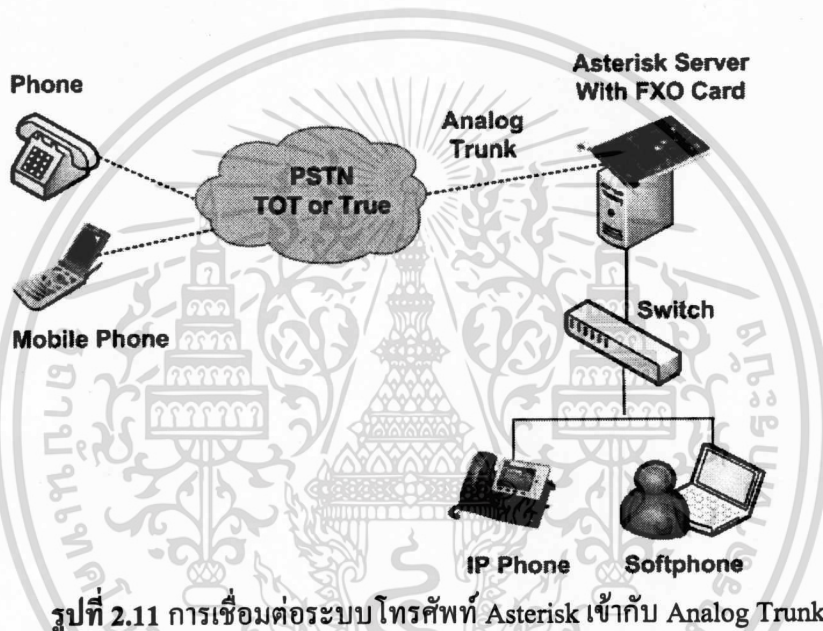 Phone
Asterisk Server
With FXO Card
Analog
Trunk
PSTN
TOT or True
Mobile Phone
Switch
IP Phone
Softphone
รูปที่ 2.11 การเชื่อมต่อระบบโทรศัพท์ Asterisk เข้ากับ Analog Trunk